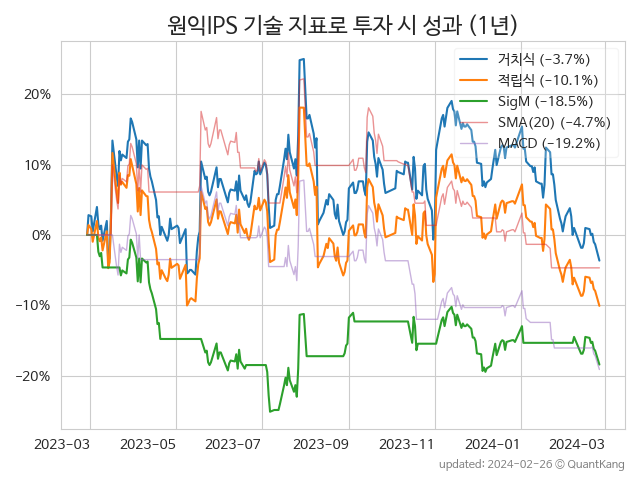 원익IPS 기술 지표로 투자 시 성과 (1년)
거치식 (−3.7%)
적립식 (−10.1%)
SigM (−18.5%)
SMA(20) (−4.7%)
MACD (−19.2%)
20%
10%
0%
−10%
−20%
2023-03 2023-05 2023-07 2023-09 2023-11 2024-01 2024-03
updated: 2024-02-26 ⓒ QuantKang